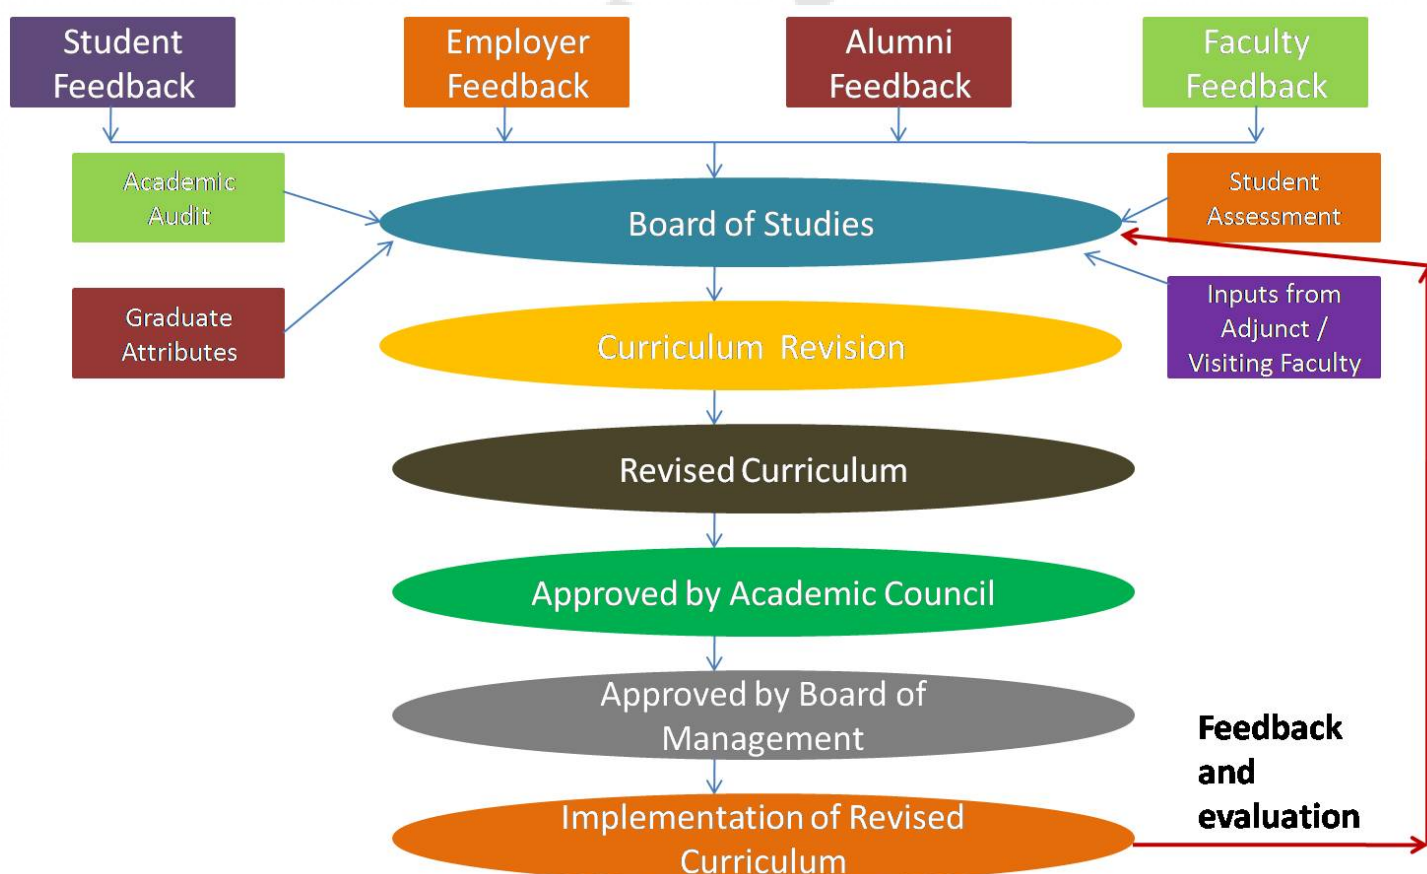 Student
Feedback
Employer
Feedback
Alumni
Feedback
Faculty
Feedback
Academic
Audit
Board of Studies
Student
Assessment
Graduate
Attributes
Curriculum Revision
Inputs from
Adjunct /
Visiting Faculty
Revised Curriculum
Approved by Academic Council
Approved by Board of
Management
Feedback
and
evaluation
Implementation of Revised
Curriculum